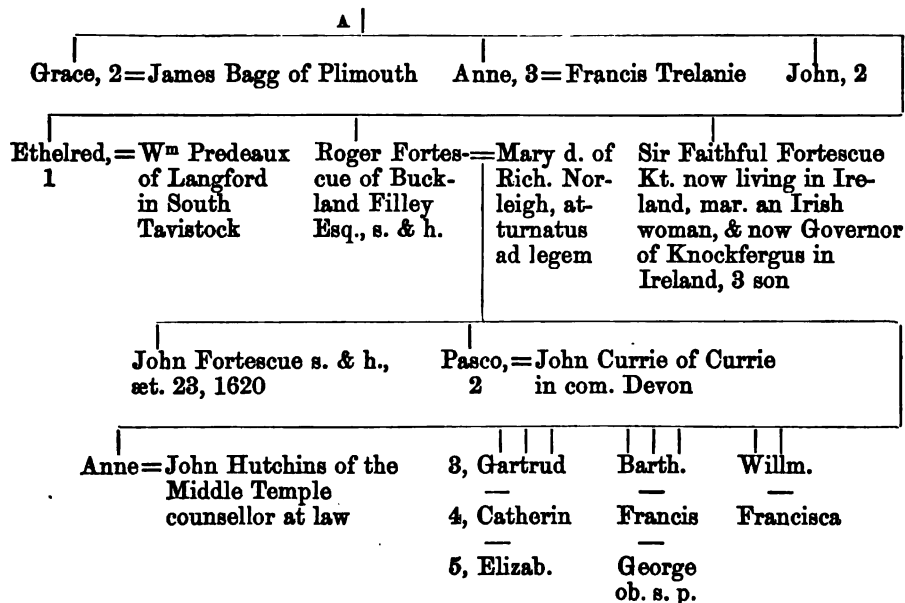 A
Grace, 2=James Bagg of Plimouth Anne, 3=Francis Trelanie John, 2
Ethelred,= Wᵐ Predeaux Roger Fortes-=Mary d. of Sir Faithful Fortescue
1 of Langford cue of Buck- Rich. Nor- Kt. now living in Ire-
in South land Filley leigh, at- land, mar. an Irish
Tavistock Esq., s. & h. turnatus woman, & now Governor
ad legem of Knockfergus in
Ireland, 3 son
John Fortescue s. & h., Pasco,=John Currie of Currie
æt. 23, 1620 2 in com. Devon
Anne=John Hutchins of the 3, Gartrud Barth. Willm.
Middle Temple
counsellor at law 4, Catherin Francis Francisca
5, Elizab. George
ob. s. p.